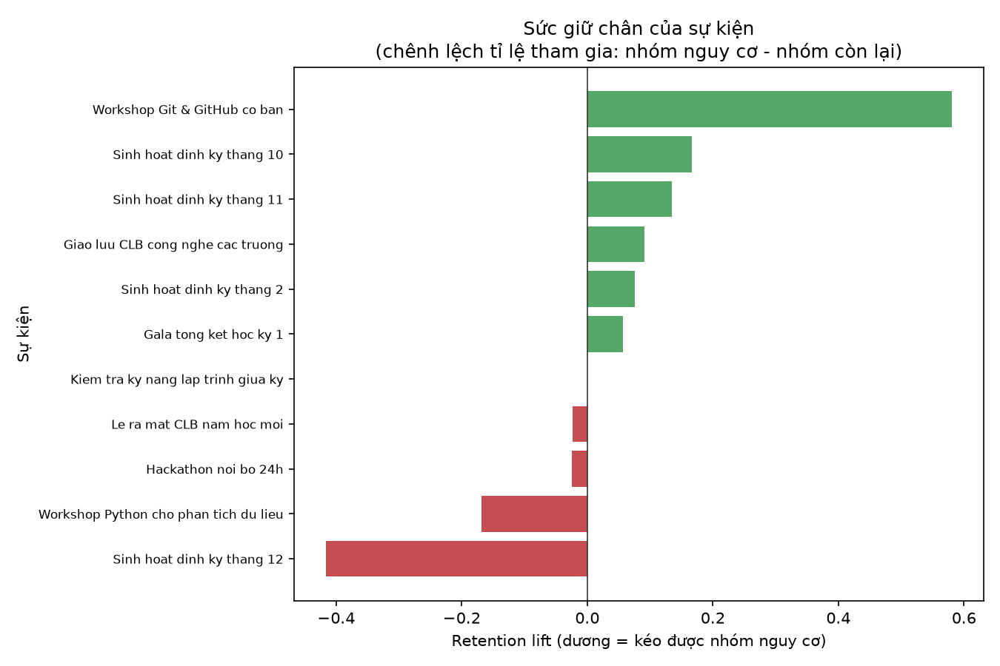 Sức giữ chân của sự kiện
(chênh lệch tỉ lệ tham gia: nhóm nguy cơ - nhóm còn lại)
Sự kiện
Workshop Git & GitHub co ban
Sinh hoat dinh ky thang 10
Sinh hoat dinh ky thang 11
Giao luu CLB cong nghe cac truong
Sinh hoat dinh ky thang 2
Gala tong ket hoc ky 1
Kiem tra ky nang lap trinh giua ky
Le ra mat CLB nam hoc moi
Hackathon noi bo 24h
Workshop Python cho phan tich du lieu
Sinh hoat dinh ky thang 12
−0.4 −0.2 0.0 0.2 0.4 0.6
Retention lift (dương = kéo được nhóm nguy cơ)